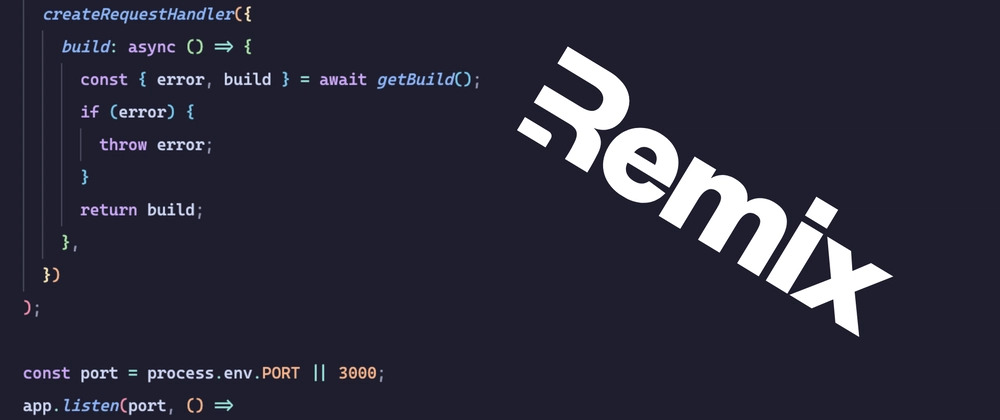 createRequestHandler({
build: async () => {
const { error, build } = await getBuild();
if (error) {
throw error;
}
return build;
},
})
);
const port = process.env.PORT || 3000;
app.listen(port, () =>
Remix